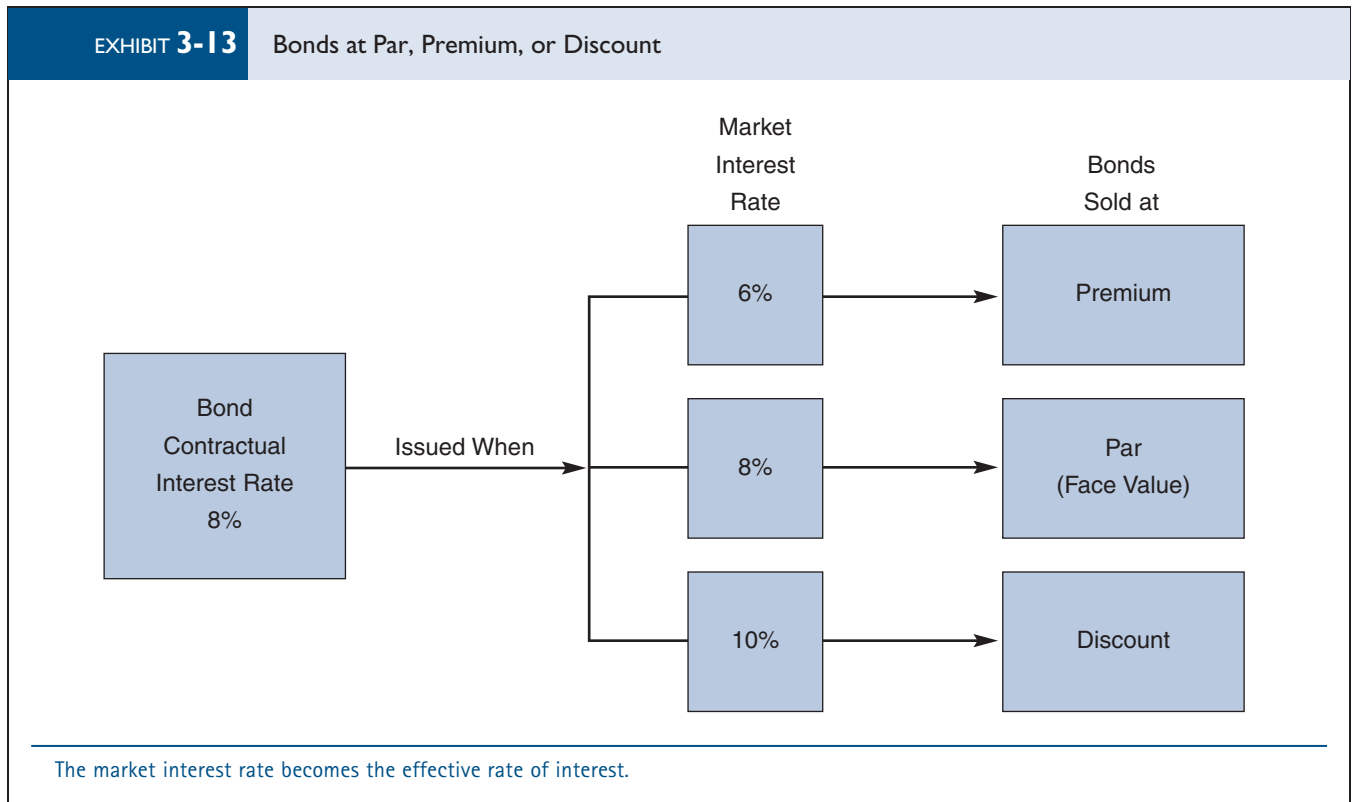 EXHIBIT 3-13 Bonds at Par, Premium, or Discount
Market
Interest
Rate
Bonds
Sold at
6%
Premium
Bond
Contractual
Interest Rate
8%
Issued When
8%
Par
(Face Value)
10%
Discount
The market interest rate becomes the effective rate of interest.